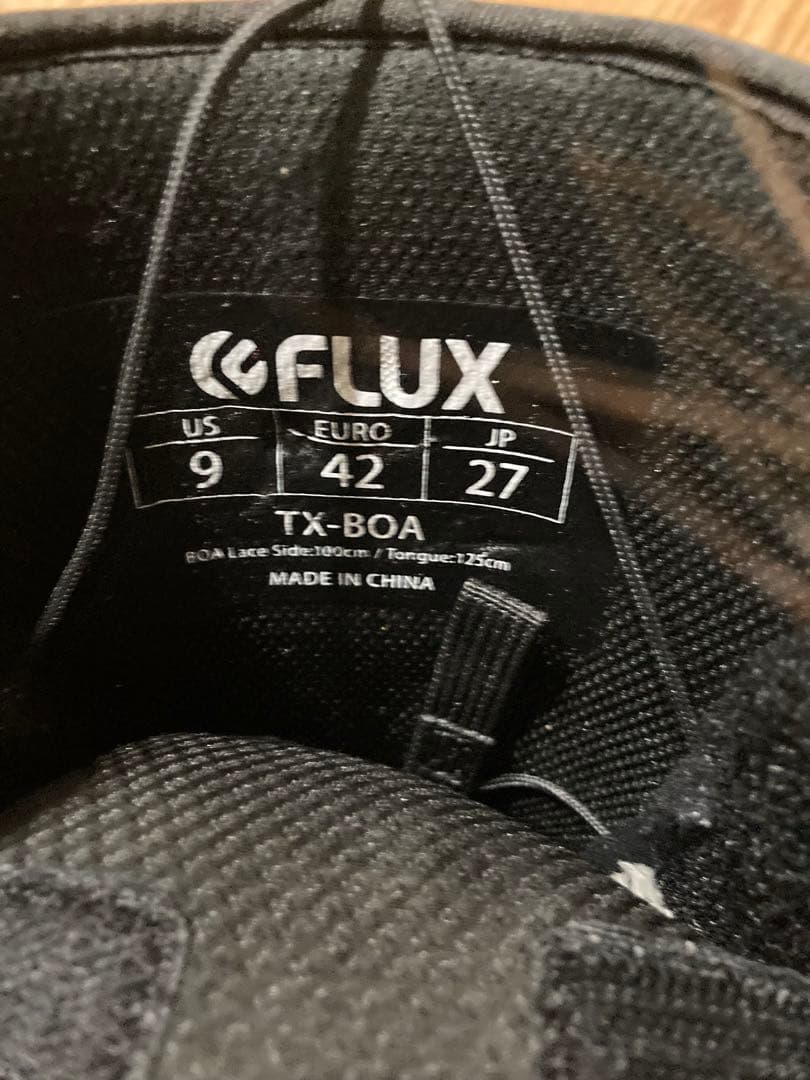 FLUX
US EURO JP
9 42 27
TX-BOA
BOA Lace Side:100cm / Tongue:125cm
MADE IN CHINA